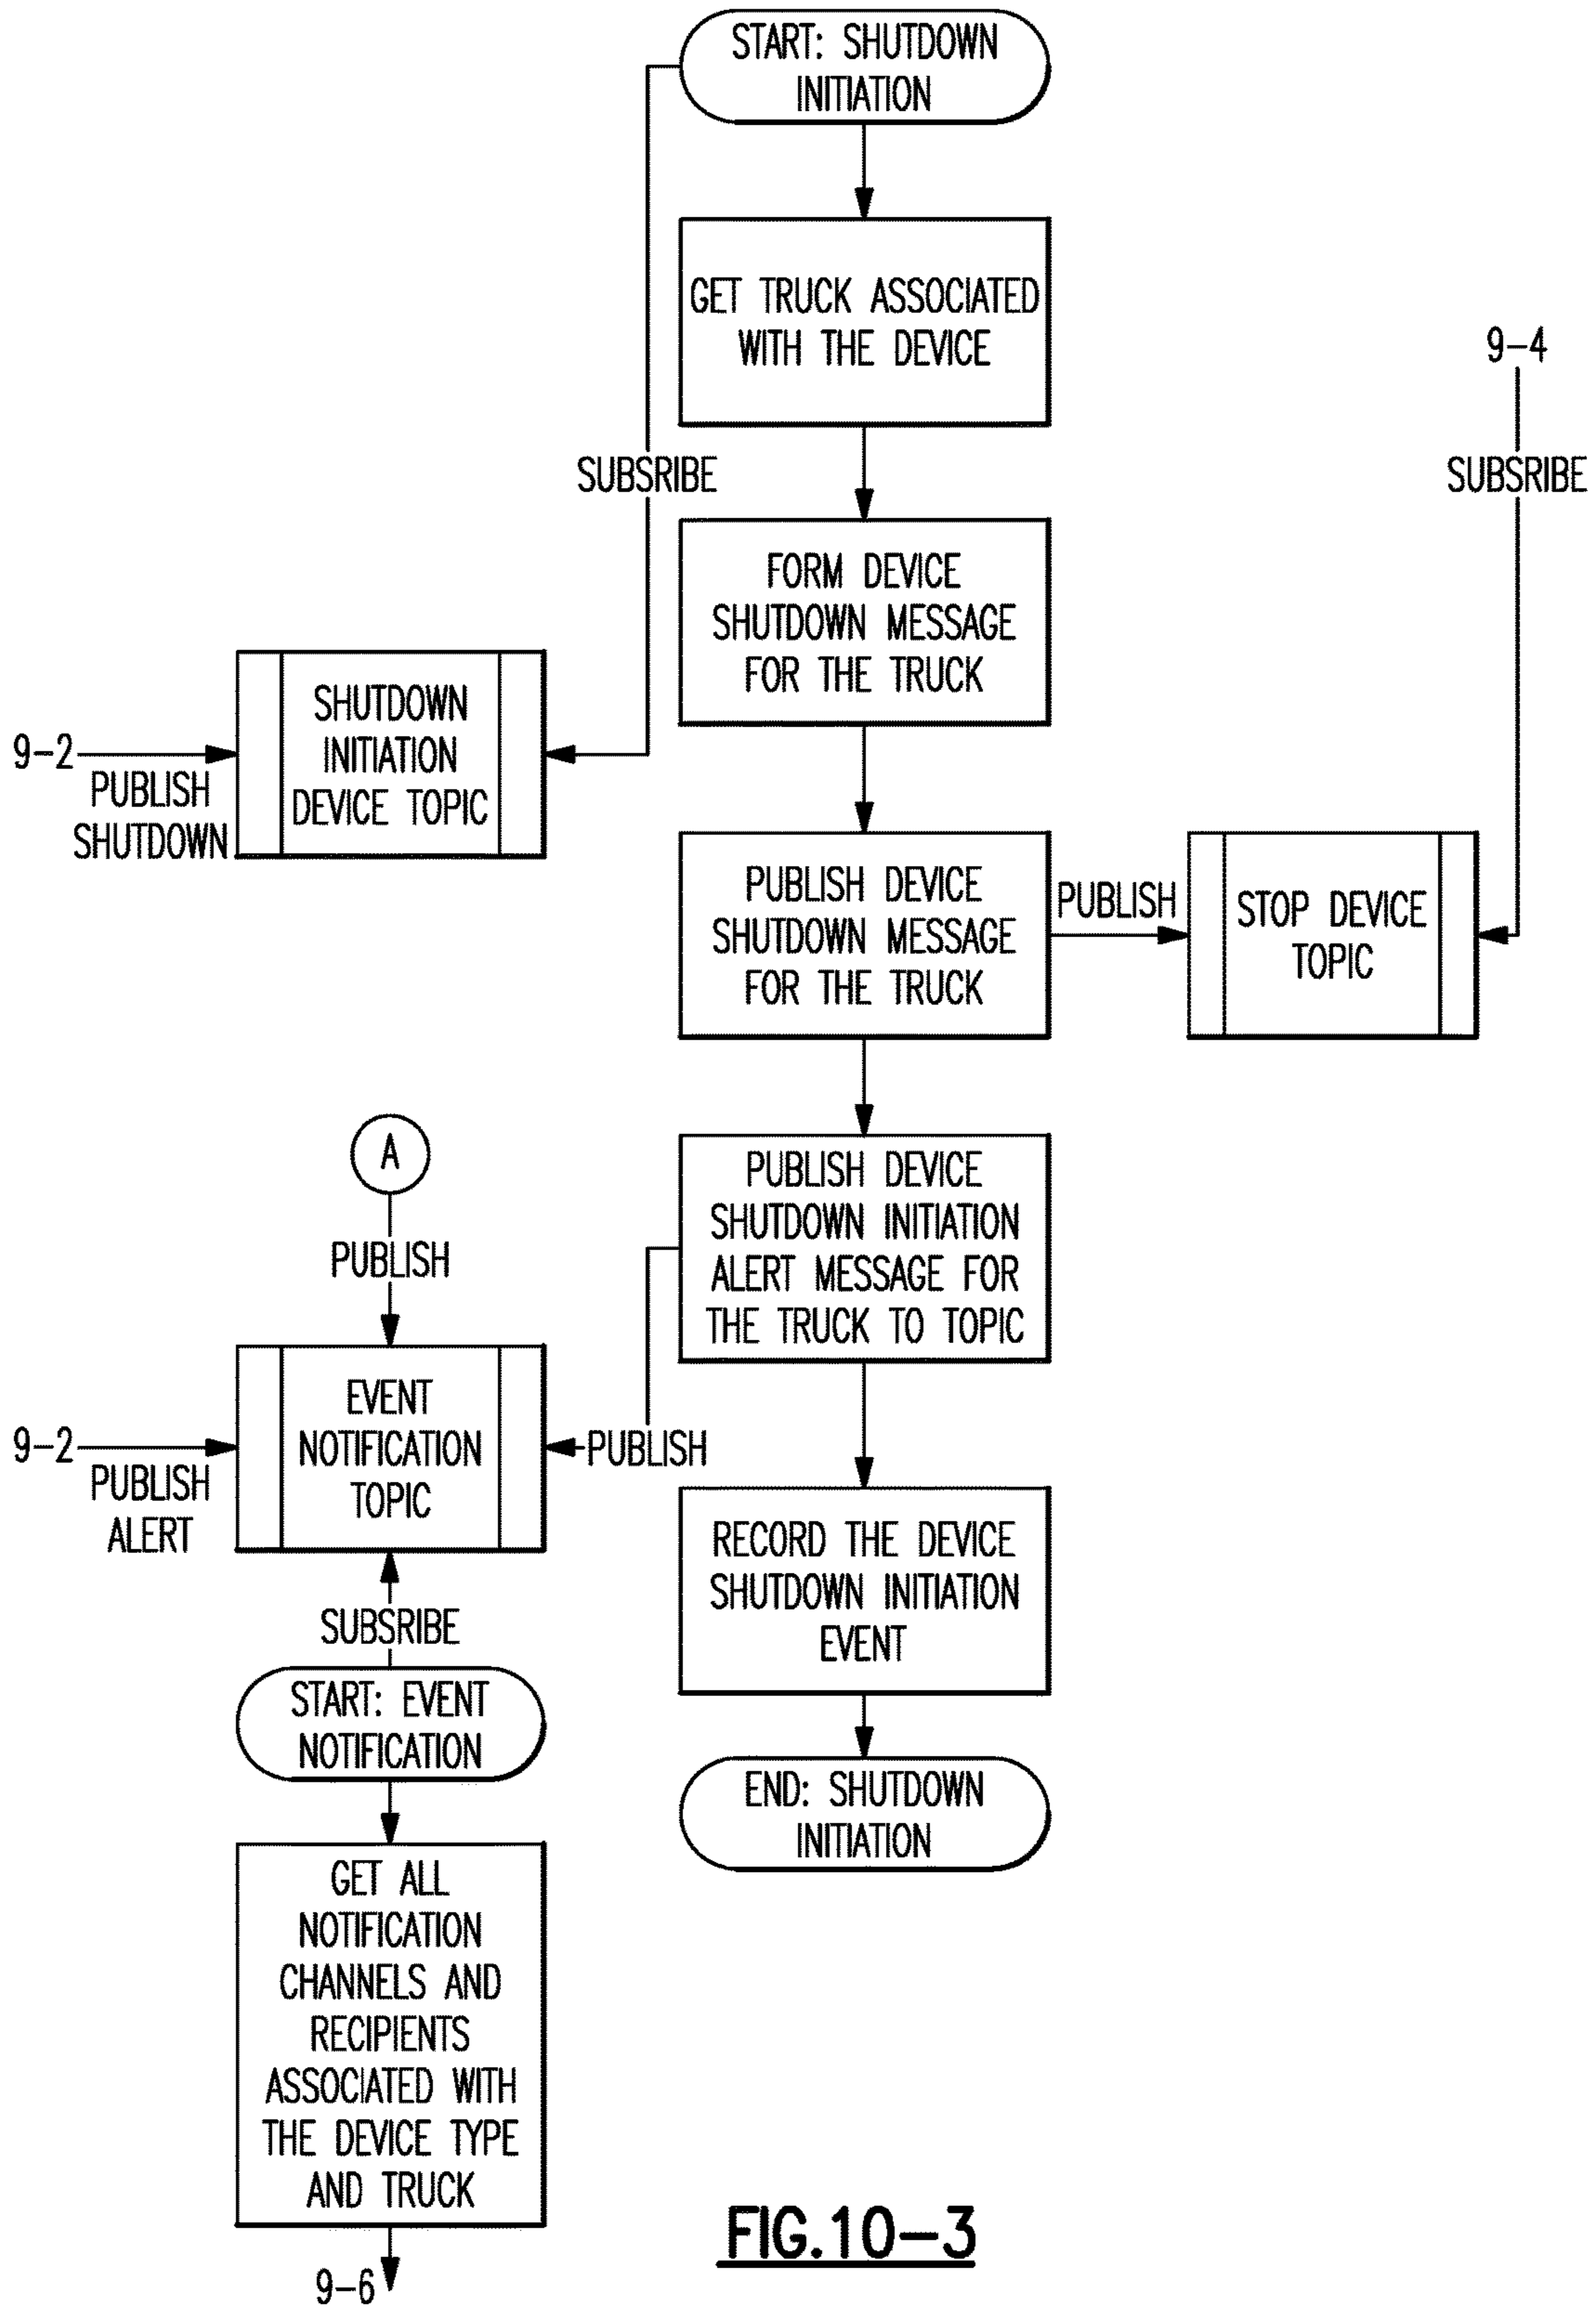 START: SHUTDOWN
INITIATION
GET TRUCK ASSOCIATED
WITH THE DEVICE
9-4
SUBSRIBE
SUBSRIBE
FORM DEVICE
SHUTDOWN MESSAGE
FOR THE TRUCK
SHUTDOWN
INITIATION
DEVICE TOPIC
9-2
PUBLISH
SHUTDOWN
PUBLISH DEVICE
SHUTDOWN MESSAGE
FOR THE TRUCK
PUBLISH
STOP DEVICE
TOPIC
A
PUBLISH
PUBLISH DEVICE
SHUTDOWN INITIATION
ALERT MESSAGE FOR
THE TRUCK TO TOPIC
EVENT
NOTIFICATION
TOPIC
9-2
PUBLISH
ALERT
PUBLISH
RECORD THE DEVICE
SHUTDOWN INITIATION
EVENT
SUBSRIBE
START: EVENT
NOTIFICATION
END: SHUTDOWN
INITIATION
GET ALL
NOTIFICATION
CHANNELS AND
RECIPIENTS
ASSOCIATED WITH
THE DEVICE TYPE
AND TRUCK
9-6
FIG.10-3